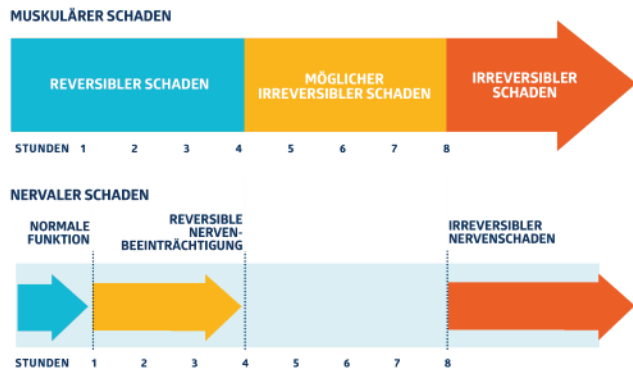 MUSKULÄRER SCHADEN
REVERSIBLER SCHADEN
MÖGLICHER
IRREVERSIBLER SCHADEN
IRREVERSIBLER
SCHADEN
STUNDEN 1 2 3 4 5 6 7 8
NERVALER SCHADEN
NORMALE
FUNKTION
REVERSIBLE
NERVEN-
BEEINTRÄCHTIGUNG
IRREVERSIBLER
NERVENSCHADEN
STUNDEN 1 2 3 4 5 6 7 8